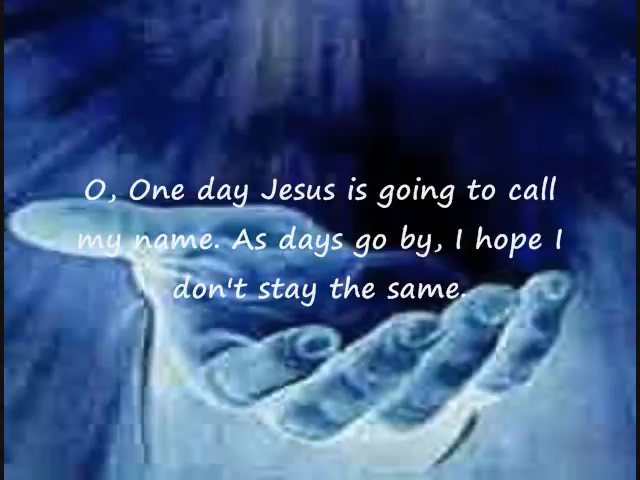 O, One day Jesus is going to call
my name. As days go by, I hope I
don't stay the same.